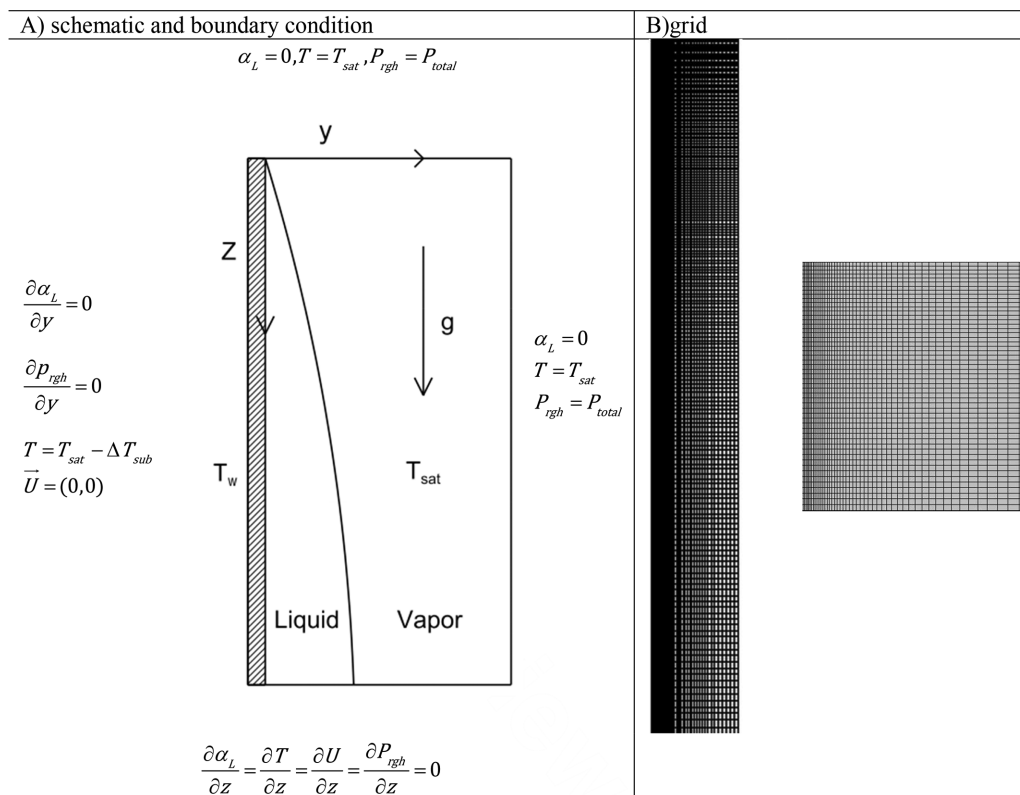 A) schematic and boundary condition
B)grid
α_L = 0, T = T_sat, P_rgh = P_total
y
Z
∂α_L/∂y = 0
g
α_L = 0
∂p_rgh/∂y = 0
T = T_sat
P_rgh = P_total
T = T_sat − ΔT_sub
T_w
T_sat
U⃗ = (0,0)
Liquid
Vapor
∂α_L/∂z = ∂T/∂z = ∂U/∂z = ∂P_rgh/∂z = 0